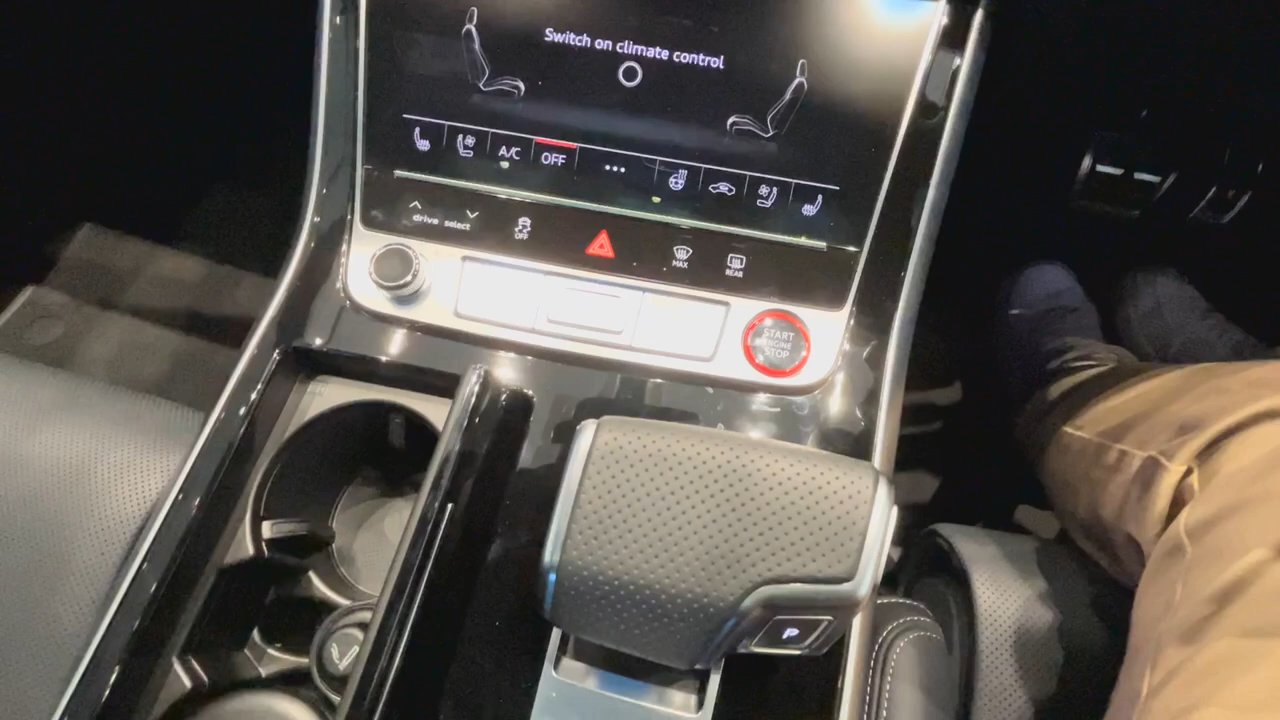 Switch on climate control
A/C
OFF
drive select
OFF
MAX
REAR
START
ENGINE
STOP
P